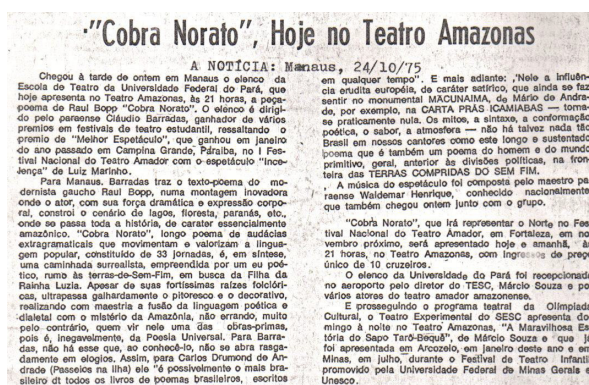 "Cobra Norato", Hoje no Teatro Amazonas
A NOTÍCIA: Manaus, 24/10/75
Chegou à tarde de ontem em Manaus o elenco da
Escola de Teatro da Universidade Federal do Pará, que
hoje apresenta no Teatro Amazonas, às 21 horas, a peça-
poema de Raul Bopp "Cobra Norato". O elenco é dirigi-
do pelo paraense Cláudio Barradas, ganhador de vários
premios em festivais de teatro estudantil, ressaltando o
premio de "Melhor Espetáculo", que ganhou em janeiro
do ano passado em Campina Grande, Páraíba, no I Fes-
tival Nacional do Teatro Amador com o espetáculo "Ince-
lença" de Luiz Marinho.
Para Manaus. Barradas traz o texto-poema do mo-
dernista gaúcho Raul Bopp, numa montagem inovadora
onde o ator, com sua força dramática e expressão corpo-
ral, constroi o cenário de lagos, floresta, paranás, etc.,
onde se passa toda a história, de carater essencialmente
amazônico. "Cobra Norato", longo poema de audácias
extragramaticais que movimentam e valorizam a lingua-
gem popular, constituido de 33 jornadas, é, em síntese,
uma caminhada surrealista, empreendida por um eu poé-
tico, rumo às terras-de-Sem-Fim, em busca da Filha da
Rainha Luzia. Apesar de suas fortíssimas raízes folclóri-
cas, ultrapassa galhardamente o pitoresco e o decorativo,
realizando com maestria a fusão da linguagem poética e
dialetal com o mistério da Amazônia, não errando, muito
pelo contrário, quem vir nele uma das obras-primas,
pois é, inegavelmente, da Poesia Universal. Para Barra-
das, não há esse que, ao conhecê-lo, não se abra rasga-
damente em elogios. Assim, para Carlos Drumond de An-
drade (Passeios na Ilha) ele "é possivelmente o mais bra-
sileiro dt todos os livros de poemas brasileiros, escritos
em qualquer tempo". E mais adiante: ,'Nele a influên-
cia erudita européia, de caráter satírico, que ainda se faz
sentir no monumental MACUNAIMA, de Mário de Andra-
de, por exemplo, na CARTA PRÁS ICAMIABAS — torna-
se praticamente nula. Os mitos, a sintaxe, a conformação
poética, o sabor, a atmosfera — não há talvez nada tão
Brasil em nossos cantores como este longo e sustentado
poema que é também um poema do homem e do mundo
primitivo, geral, anterior às divisões políticas, na fron-
teira das TERRAS COMPRIDAS DO SEM FIM.
A música do espetáculo foi composta pelo maestro pa-
raense Waldemar Henrique, conhecido nacionalmente
que também chegou ontem junto com o grupo.
"Cobra Norato", que irá representar o Norte no Fes-
tival Nacional do Teatro Amador, em Fortaleza, em no-
vembro próximo, será apresentado hoje e amanhã, às
21 horas, no Teatro Amazonas, com ingressos de preço
único de 10 cruzeiros.
O elenco da Universidade do Pará foi recepcionado
no aeroporto pelo diretor do TESC, Márcio Souza e por
vários atores do teatro amador amazonense.
E prosseguindo o programa teatral da Olimpíada
Cultural, o Teatro Experimental do SESC apresenta do-
mingo à noite no Teatro Amazonas, "A Maravilhosa Es-
tória do Sapo Tarô-Bequê", de Márcio Souza e que já
foi apresentada em Arcozelo, em janeiro deste ano e em
Minas, em julho, durante o Festival de Teatro Infantil
promovido pela Universidade Federal de Minas Gerais e
Unesco.